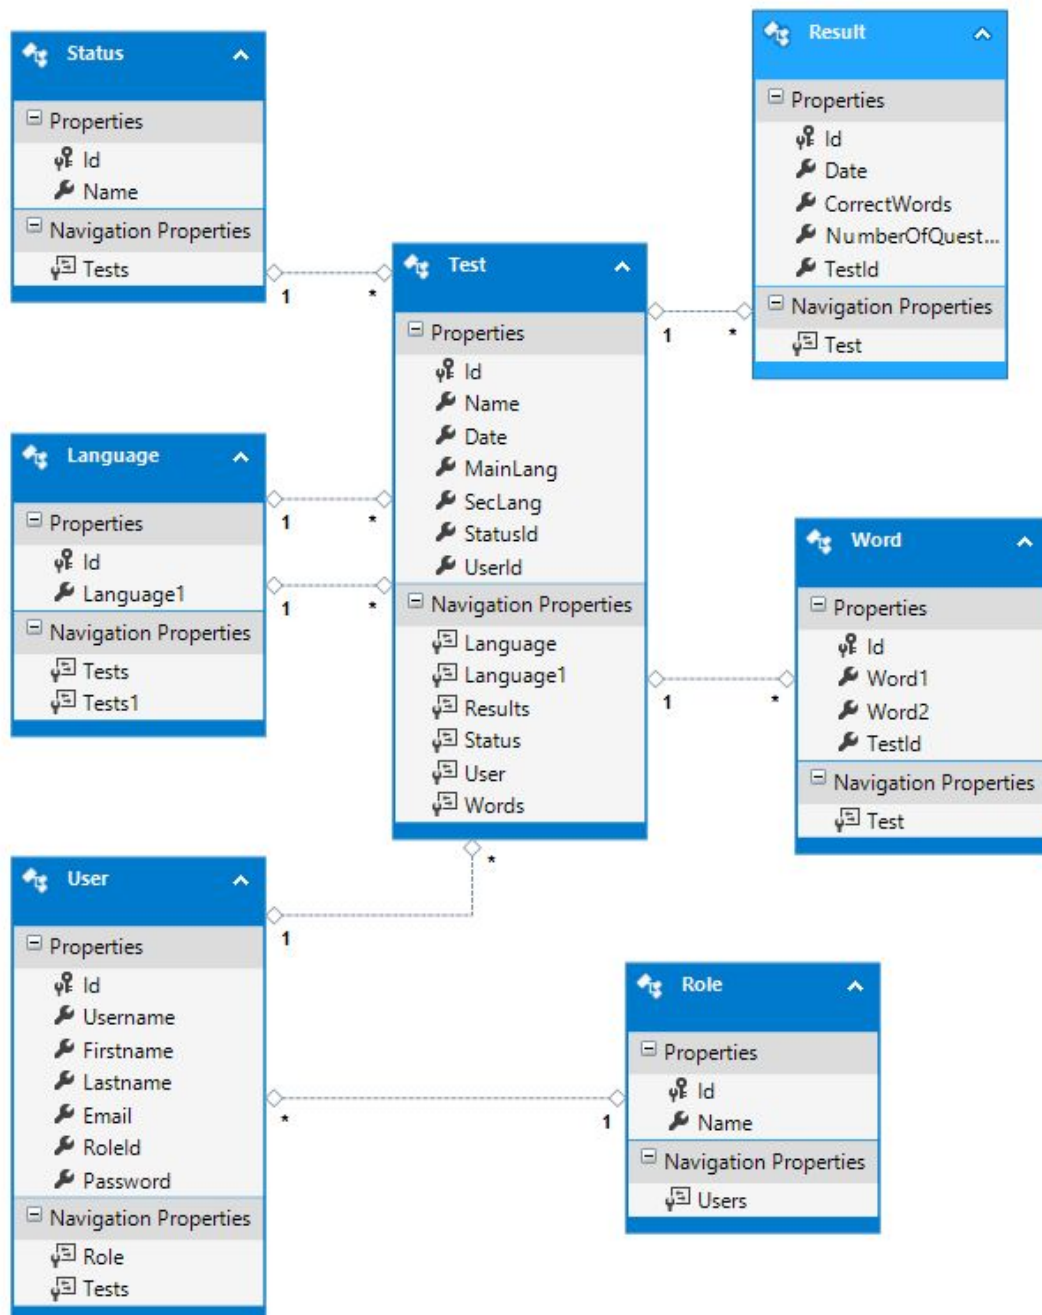 Status
Properties
Id
Name
Navigation Properties
Tests
1
*
Language
Properties
Id
Language1
Navigation Properties
Tests
Tests1
1
*
1
*
User
Properties
Id
Username
Firstname
Lastname
Email
RoleId
Password
Navigation Properties
Role
Tests
1
*
*
1
Test
Properties
Id
Name
Date
MainLang
SecLang
StatusId
UserId
Navigation Properties
Language
Language1
Results
Status
User
Words
1
*
1
*
Result
Properties
Id
Date
CorrectWords
NumberOfQuest...
TestId
Navigation Properties
Test
Word
Properties
Id
Word1
Word2
TestId
Navigation Properties
Test
Role
Properties
Id
Name
Navigation Properties
Users